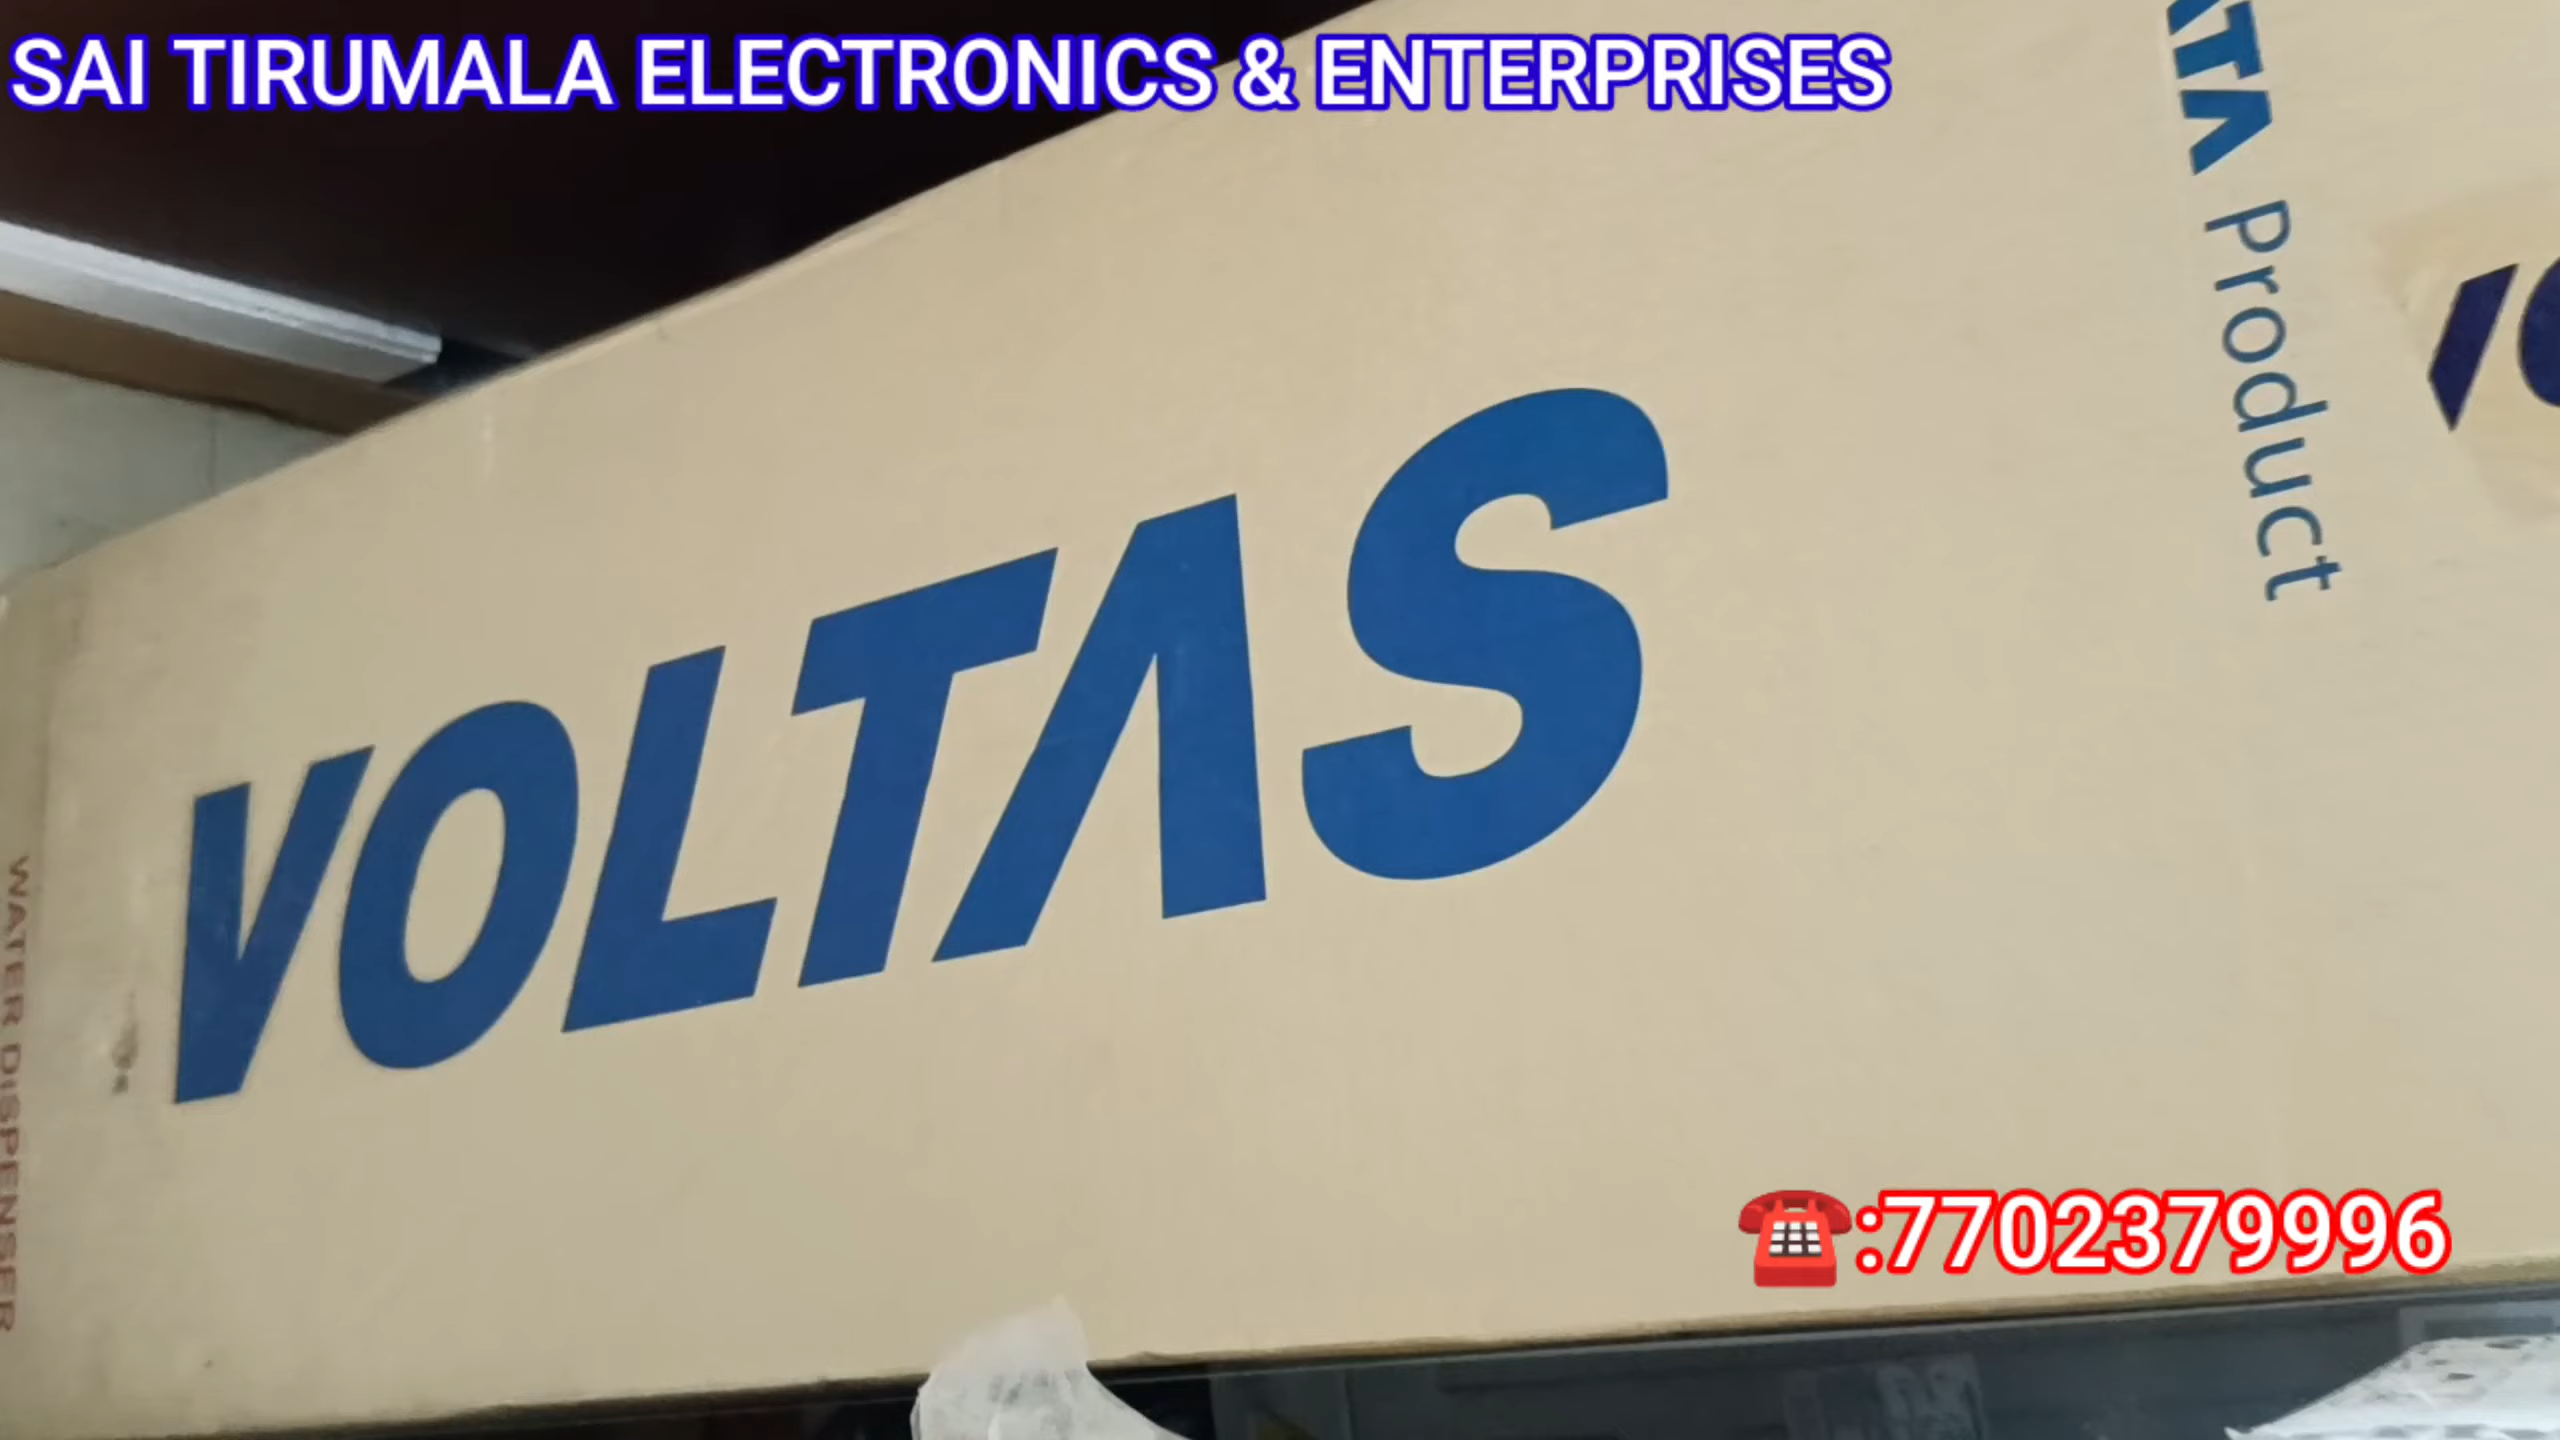 SAI TIRUMALA ELECTRONICS & ENTERPRISES
VOLTAS
Product
WATER DISPENSER
☎:7702379996